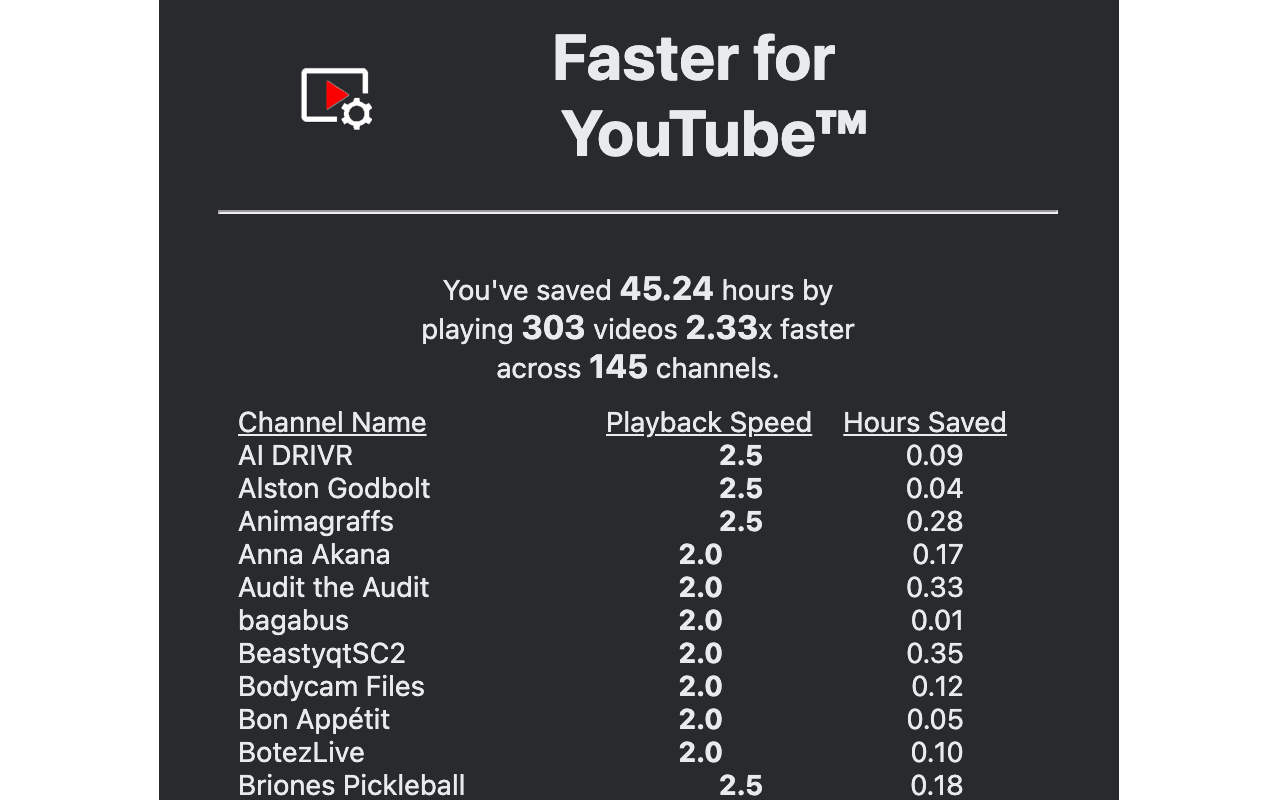 Faster for
YouTube™
You've saved 45.24 hours by
playing 303 videos 2.33x faster
across 145 channels.
Channel Name Playback Speed Hours Saved
AI DRIVR 2.5 0.09
Alston Godbolt 2.5 0.04
Animagraffs 2.5 0.28
Anna Akana 2.0 0.17
Audit the Audit 2.0 0.33
bagabus 2.0 0.01
BeastyqtSC2 2.0 0.35
Bodycam Files 2.0 0.12
Bon Appétit 2.0 0.05
BotezLive 2.0 0.10
Briones Pickleball 2.5 0.18